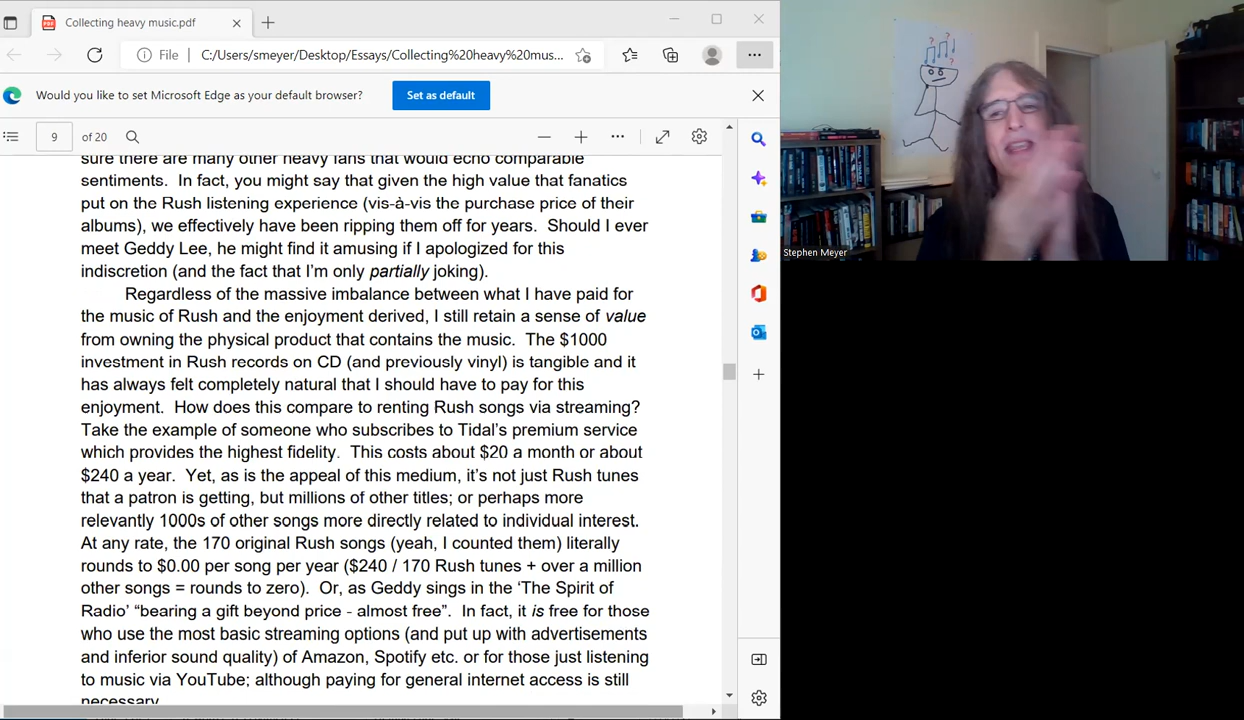 Collecting heavy music.pdf
File
C:/Users/smeyer/Desktop/Essays/Collecting%20heavy%20mus...
Would you like to set Microsoft Edge as your default browser?
Set as default
9 of 20
sure there are many other heavy fans that would echo comparable
sentiments. In fact, you might say that given the high value that fanatics
put on the Rush listening experience (vis-à-vis the purchase price of their
albums), we effectively have been ripping them off for years. Should I ever
meet Geddy Lee, he might find it amusing if I apologized for this
indiscretion (and the fact that I'm only partially joking).
Regardless of the massive imbalance between what I have paid for
the music of Rush and the enjoyment derived, I still retain a sense of value
from owning the physical product that contains the music. The $1000
investment in Rush records on CD (and previously vinyl) is tangible and it
has always felt completely natural that I should have to pay for this
enjoyment. How does this compare to renting Rush songs via streaming?
Take the example of someone who subscribes to Tidal's premium service
which provides the highest fidelity. This costs about $20 a month or about
$240 a year. Yet, as is the appeal of this medium, it's not just Rush tunes
that a patron is getting, but millions of other titles; or perhaps more
relevantly 1000s of other songs more directly related to individual interest.
At any rate, the 170 original Rush songs (yeah, I counted them) literally
rounds to $0.00 per song per year ($240 / 170 Rush tunes + over a million
other songs = rounds to zero). Or, as Geddy sings in the 'The Spirit of
Radio' “bearing a gift beyond price - almost free”. In fact, it is free for those
who use the most basic streaming options (and put up with advertisements
and inferior sound quality) of Amazon, Spotify etc. or for those just listening
to music via YouTube; although paying for general internet access is still
necessary
Stephen Meyer